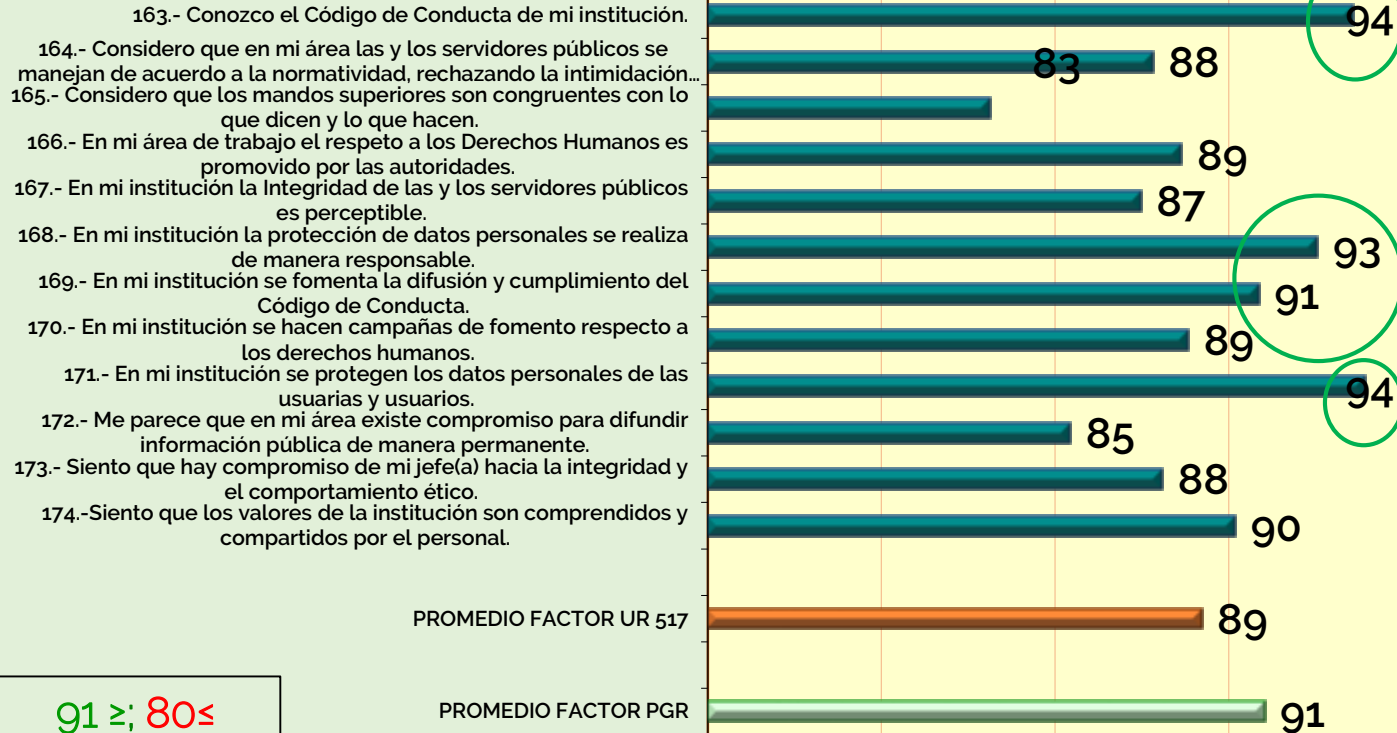 163.- Conozco el Código de Conducta de mi institución.
94
164.- Considero que en mi área las y los servidores públicos se
manejan de acuerdo a la normatividad, rechazando la intimidación...
83
88
165.- Considero que los mandos superiores son congruentes con lo
que dicen y lo que hacen.
166.- En mi área de trabajo el respeto a los Derechos Humanos es
promovido por las autoridades.
89
167.- En mi institución la Integridad de las y los servidores públicos
es perceptible.
87
168.- En mi institución la protección de datos personales se realiza
de manera responsable.
93
169.- En mi institución se fomenta la difusión y cumplimiento del
Código de Conducta.
91
170.- En mi institución se hacen campañas de fomento respecto a
los derechos humanos.
89
171.- En mi institución se protegen los datos personales de las
usuarias y usuarios.
94
172.- Me parece que en mi área existe compromiso para difundir
información pública de manera permanente.
85
173.- Siento que hay compromiso de mi jefe(a) hacia la integridad y
el comportamiento ético.
88
174.-Siento que los valores de la institución son comprendidos y
compartidos por el personal.
90
PROMEDIO FACTOR UR 517
89
PROMEDIO FACTOR PGR
91
91 ≥; 80≤